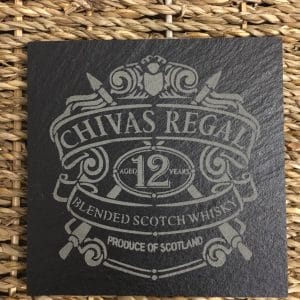 CHIVAS REGAL
AGED 12 YEARS
BLENDED SCOTCH WHISKY
PRODUCE OF SCOTLAND